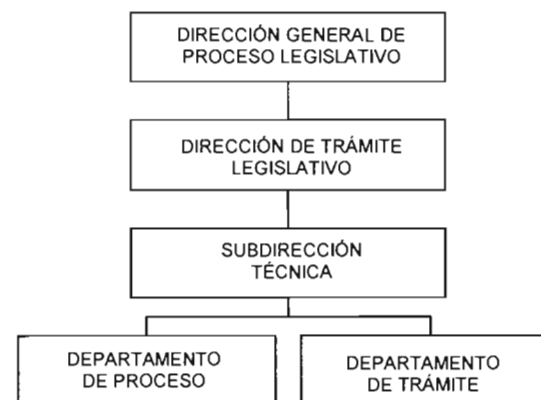 DIRECCIÓN GENERAL DE
PROCESO LEGISLATIVO
DIRECCIÓN DE TRÁMITE
LEGISLATIVO
SUBDIRECCIÓN
TÉCNICA
DEPARTAMENTO
DE PROCESO
DEPARTAMENTO
DE TRÁMITE